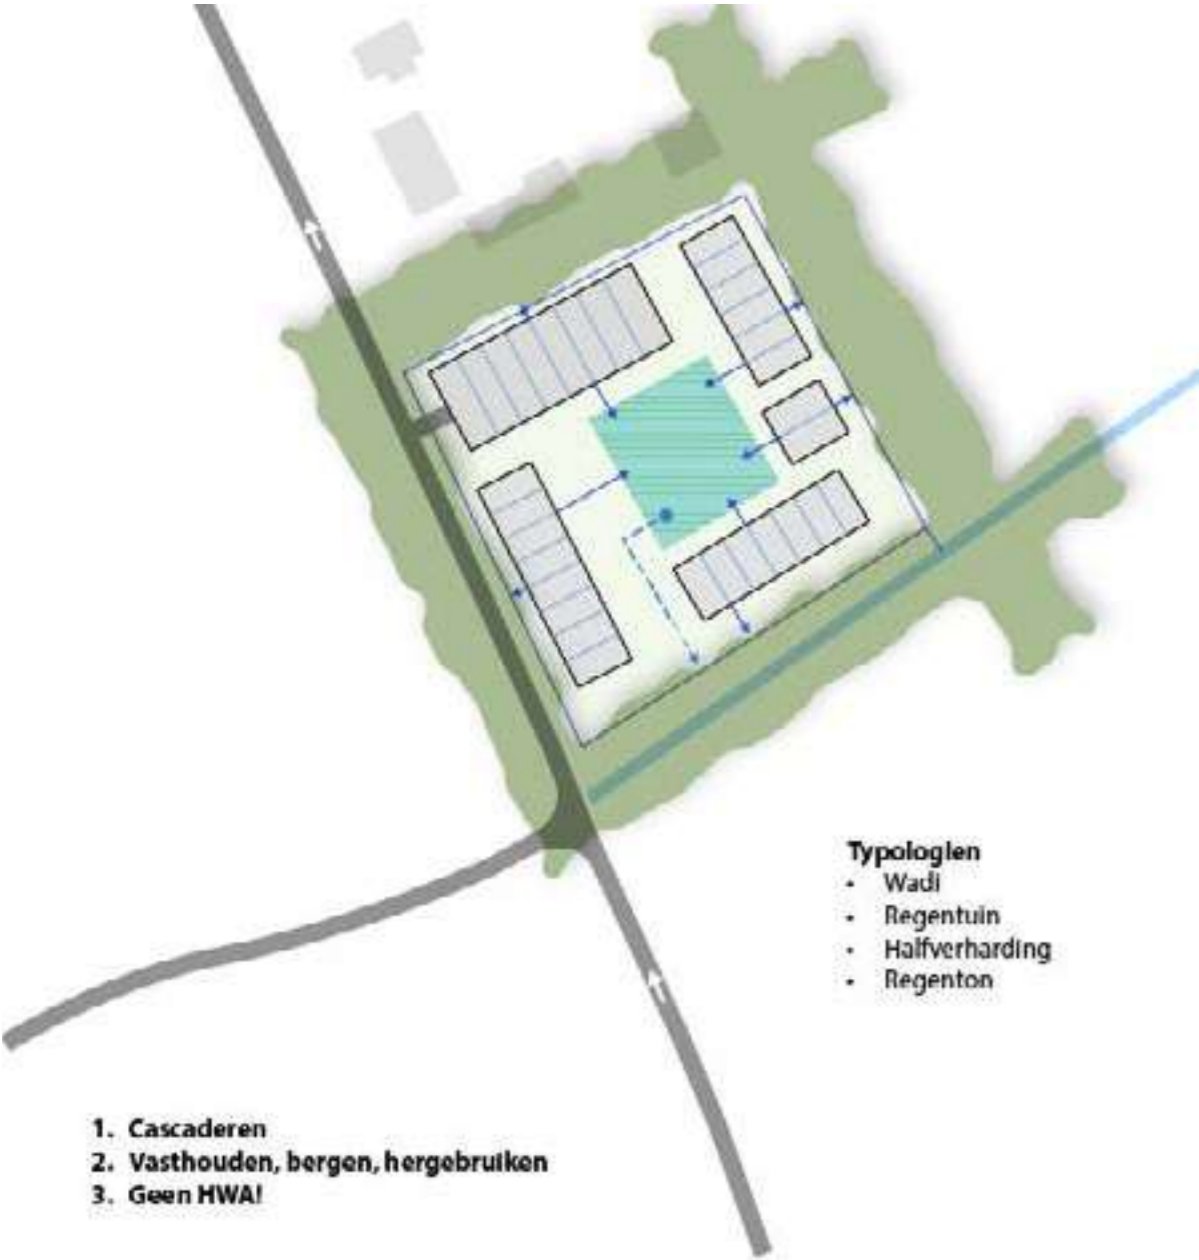 Typologien
• Wadi
• Regentuin
• Halfverharding
• Regenton
1. Cascaderen
2. Vasthouden, bergen, hergebruiken
3. Geen HWA!